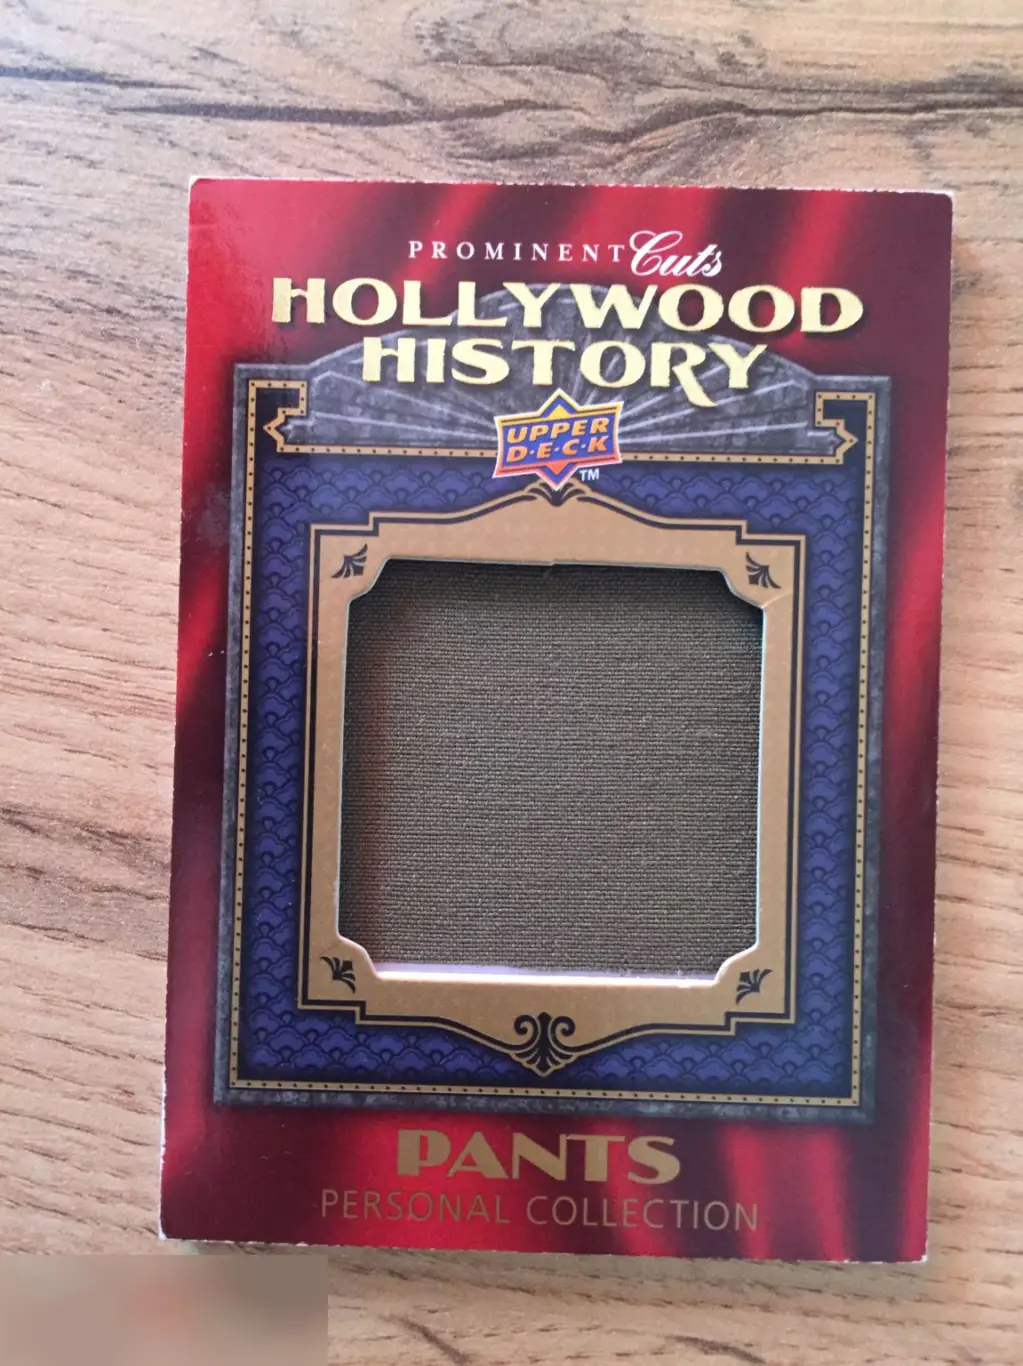 PROMINENT Cuts
HOLLYWOOD
HISTORY
UPPER
D·E·C·K
TM
PANTS
PERSONAL COLLECTION